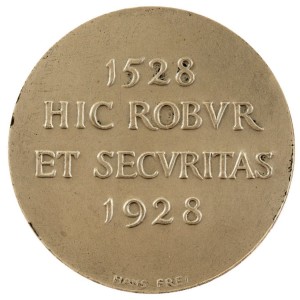 1528
HIC ROBVR
ET SECVRITAS
1928
HANS FREI